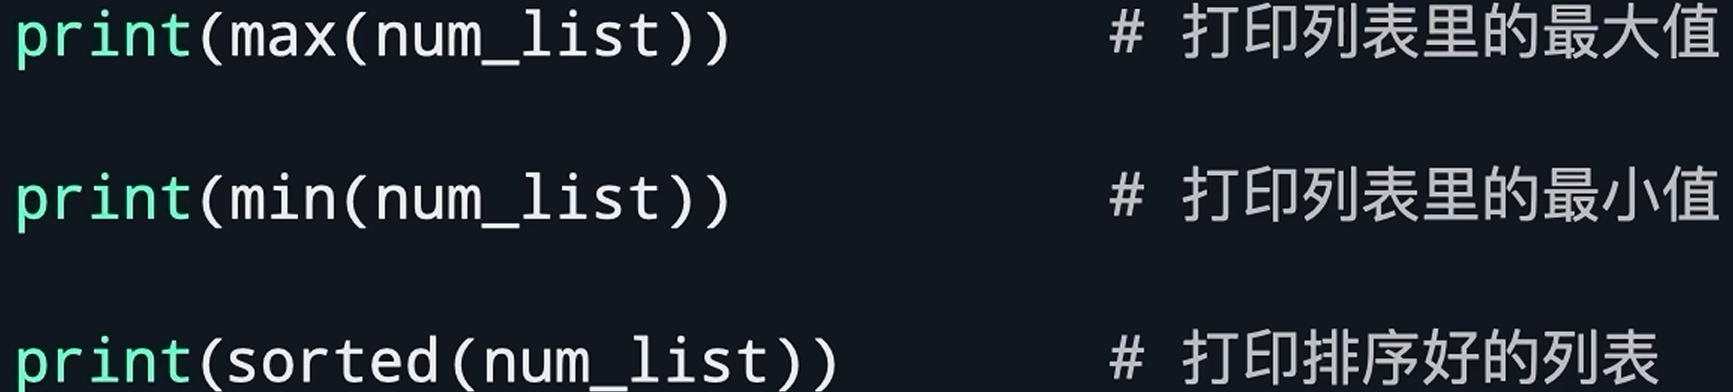 print(max(num_list)) # 打印列表里的最大值
print(min(num_list)) # 打印列表里的最小值
print(sorted(num_list)) # 打印排序好的列表